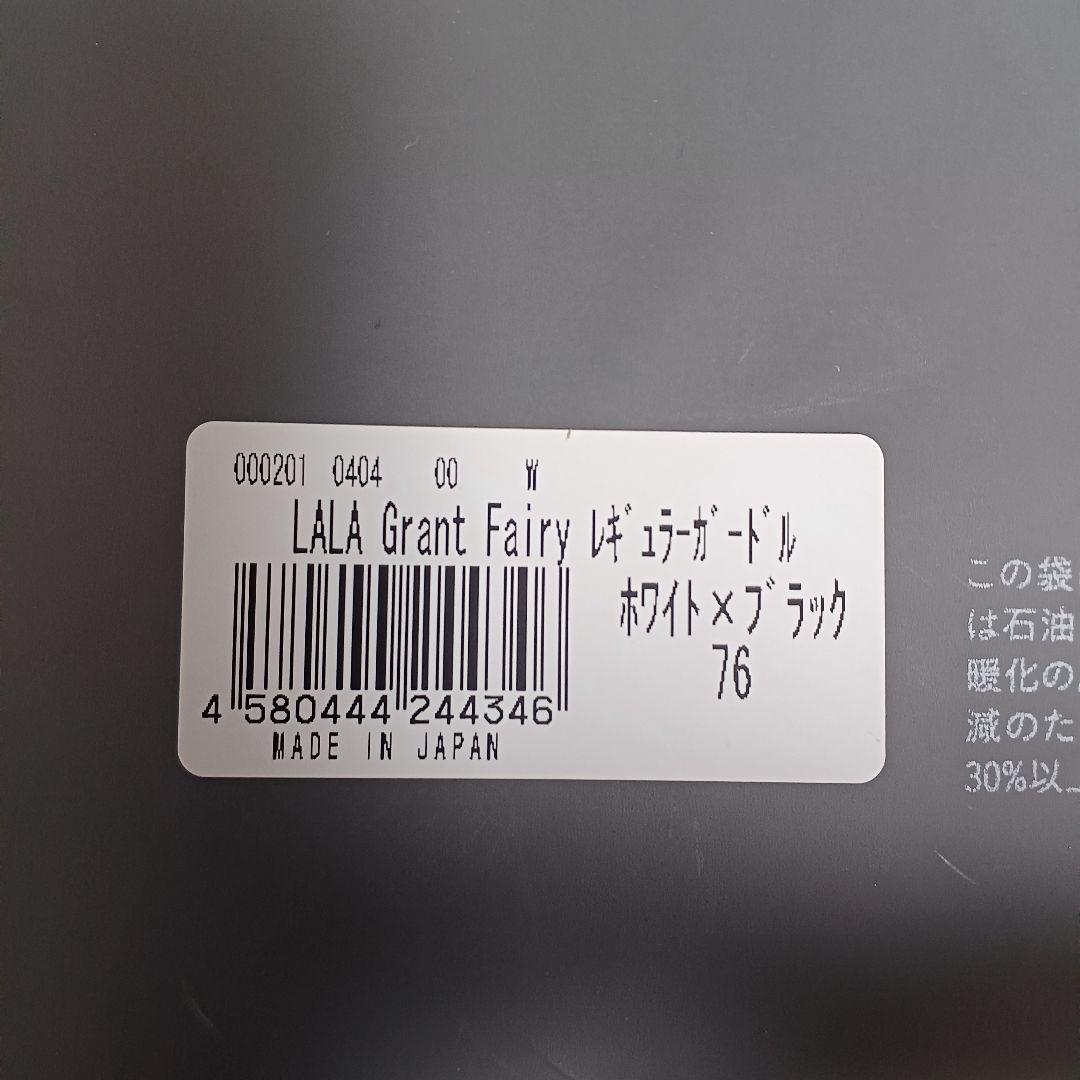 000201 0404 00 W
LALA Grant Fairy ﾚｷﾞｭﾗｰｶﾞｰﾄﾞﾙ
ﾎﾜｲﾄ×ﾌﾞﾗｯｸ
76
4 580444 244346
MADE IN JAPAN
この袋
は石油
暖化の
減のた
30%以上